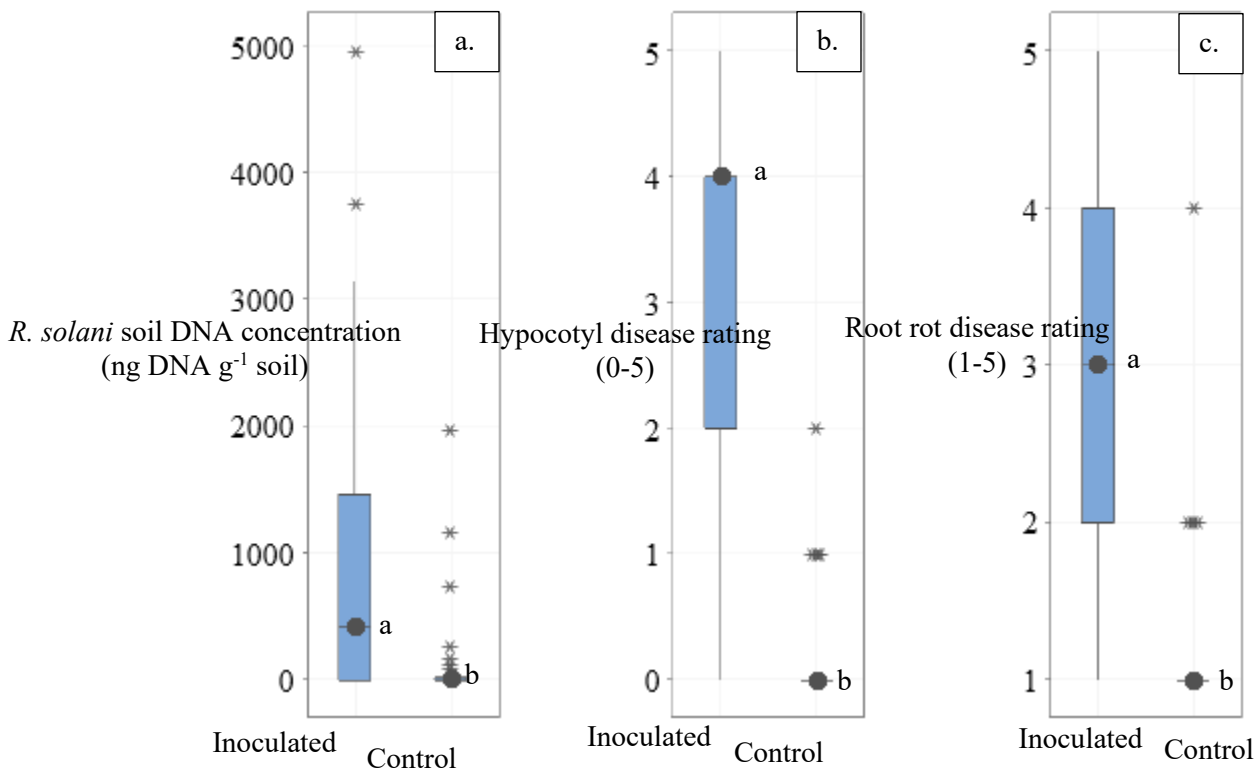 a.
5000
4000
3000
2000
1000
0
R. solani soil DNA concentration
(ng DNA g⁻¹ soil)
a
b
Inoculated
Control
b.
5
4
3
2
1
0
Hypocotyl disease rating
(0-5)
a
b
Inoculated
Control
c.
5
4
3
2
1
Root rot disease rating
(1-5)
a
b
Inoculated
Control